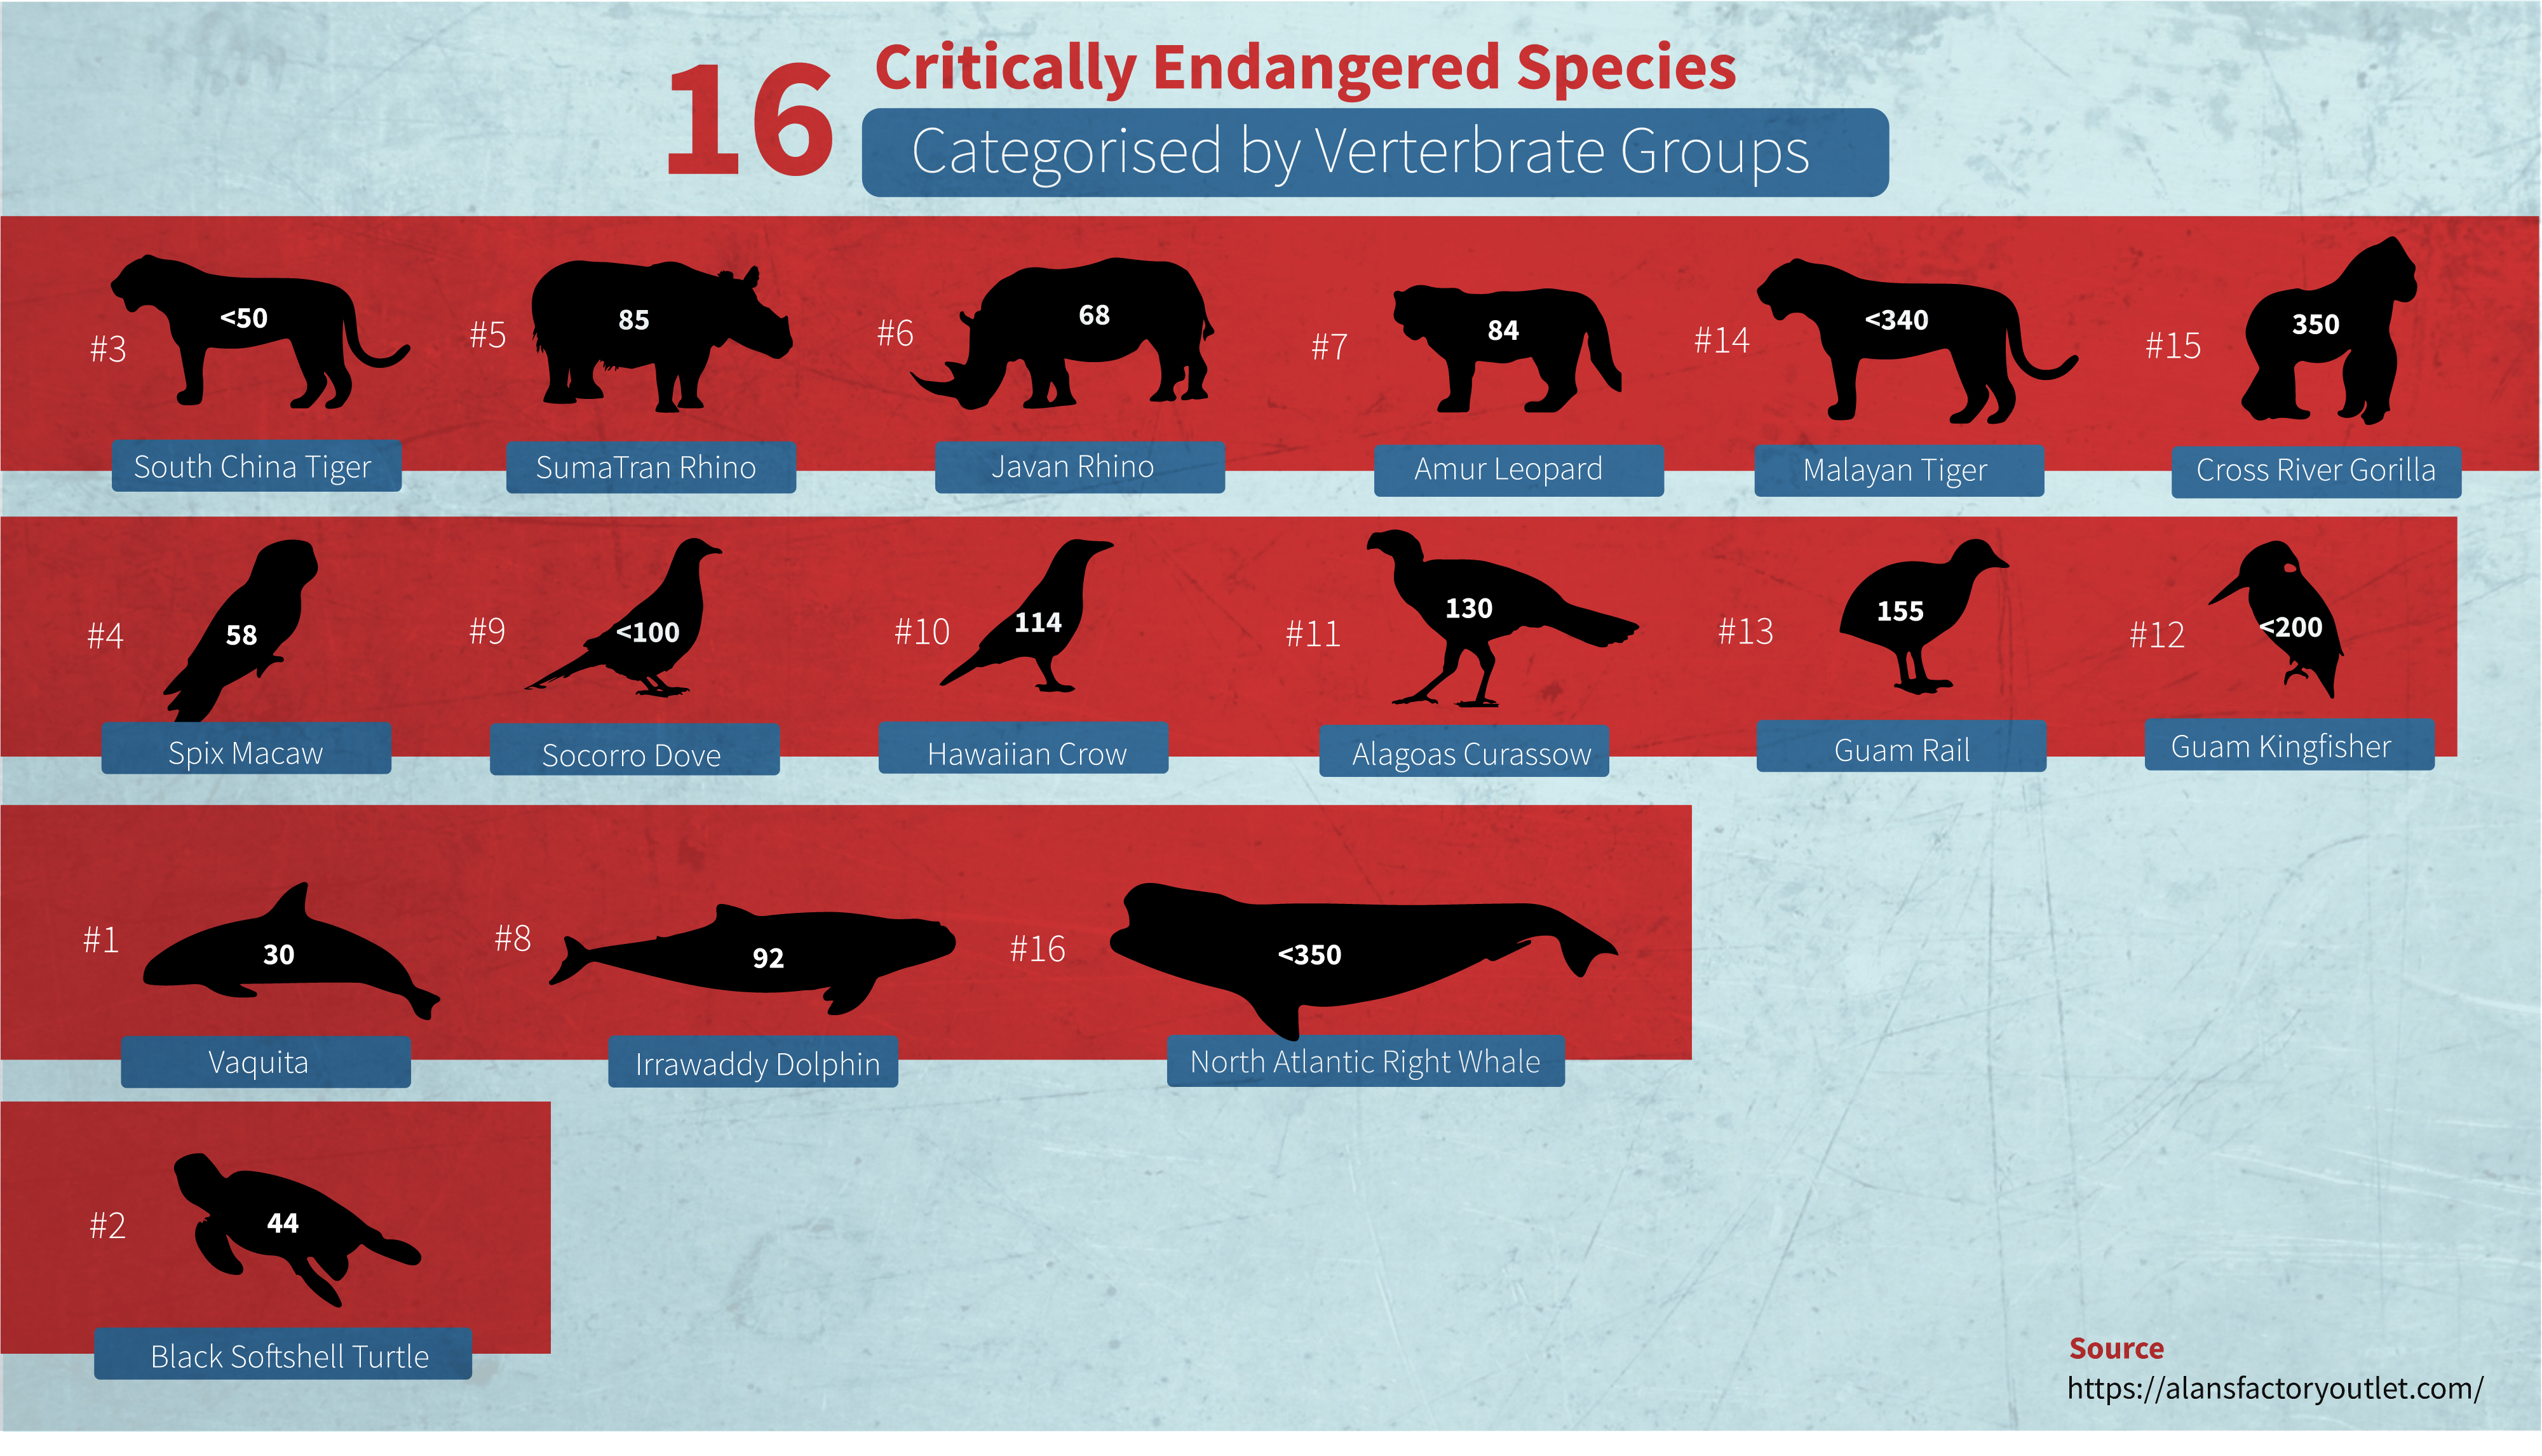 16
Critically Endangered Species
Categorised by Verterbrate Groups
#3
<50
South China Tiger
#5
85
SumaTran Rhino
#6
68
Javan Rhino
#7
84
Amur Leopard
#14
<340
Malayan Tiger
#15
350
Cross River Gorilla
#4
58
Spix Macaw
#9
<100
Socorro Dove
#10
114
Hawaiian Crow
#11
130
Alagoas Curassow
#13
155
Guam Rail
#12
<200
Guam Kingfisher
#1
30
Vaquita
#8
92
Irrawaddy Dolphin
#16
<350
North Atlantic Right Whale
#2
44
Black Softshell Turtle
Source
https://alansfactoryoutlet.com/